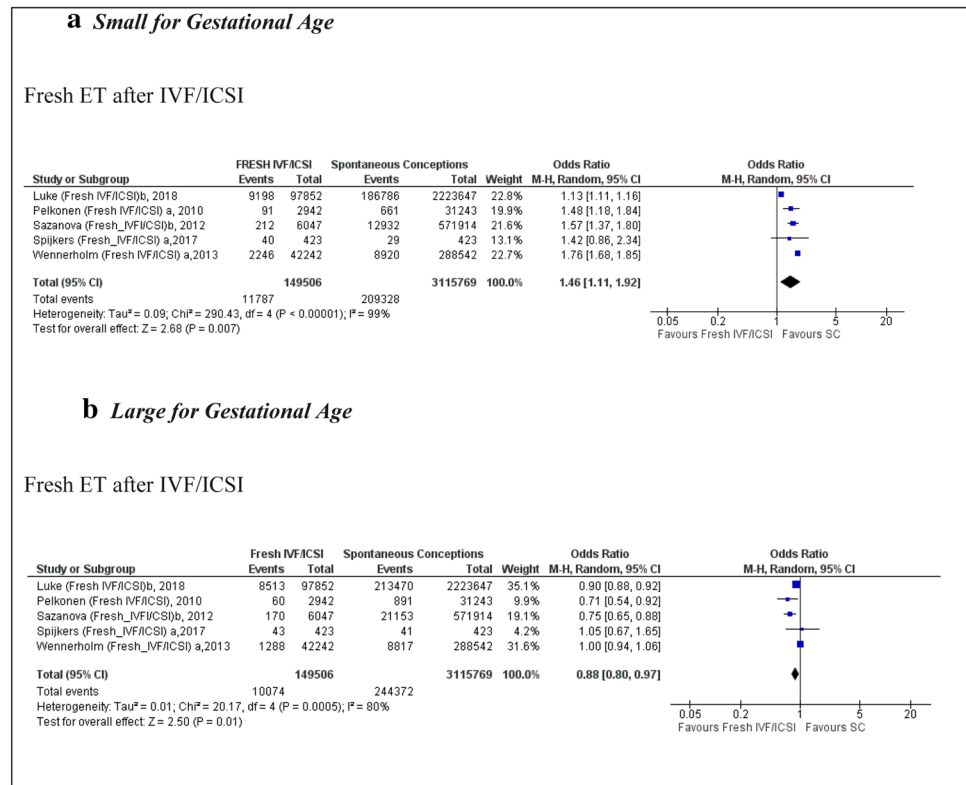 a Small for Gestational Age
Fresh ET after IVF/ICSI
FRESH IVF/ICSI Spontaneous Conceptions Odds Ratio Odds Ratio
Study or Subgroup Events Total Events Total Weight M-H, Random, 95% CI M-H, Random, 95% CI
Luke (Fresh IVF/ICSI)b, 2018 9198 97852 186786 2223647 22.8% 1.13 [1.11, 1.16]
Pelkonen (Fresh IVF/ICSI) a, 2010 91 2942 661 31243 19.9% 1.48 [1.18, 1.84]
Sazanova (Fresh_IVFI/ICSI)b, 2012 212 6047 12932 571914 21.6% 1.57 [1.37, 1.80]
Spijkers (Fresh_IVF/ICSI) a,2017 40 423 29 423 13.1% 1.42 [0.86, 2.34]
Wennerholm (Fresh IVF/ICSI) a,2013 2246 42242 8920 288542 22.7% 1.76 [1.68, 1.85]
Total (95% CI) 149506 3115769 100.0% 1.46 [1.11, 1.92]
Total events 11787 209328
Heterogeneity: Tau² = 0.09; Chi² = 290.43, df = 4 (P < 0.00001); I² = 99%
Test for overall effect: Z = 2.68 (P = 0.007)
0.05 0.2 1 5 20
Favours Fresh IVF/ICSI Favours SC
b Large for Gestational Age
Fresh ET after IVF/ICSI
Fresh IVF/ICSI Spontaneous Conceptions Odds Ratio Odds Ratio
Study or Subgroup Events Total Events Total Weight M-H, Random, 95% CI M-H, Random, 95% CI
Luke (Fresh IVF/ICSI)b, 2018 8513 97852 213470 2223647 35.1% 0.90 [0.88, 0.92]
Pelkonen (Fresh IVF/ICSI), 2010 60 2942 891 31243 9.9% 0.71 [0.54, 0.92]
Sazanova (Fresh_IVFI/ICSI)b, 2012 170 6047 21153 571914 19.1% 0.75 [0.65, 0.88]
Spijkers (Fresh_IVF/ICSI) a,2017 43 423 41 423 4.2% 1.05 [0.67, 1.65]
Wennerholm (Fresh_IVF/ICSI) a,2013 1288 42242 8817 288542 31.6% 1.00 [0.94, 1.06]
Total (95% CI) 149506 3115769 100.0% 0.88 [0.80, 0.97]
Total events 10074 244372
Heterogeneity: Tau² = 0.01; Chi² = 20.17, df = 4 (P = 0.0005); I² = 80%
Test for overall effect: Z = 2.50 (P = 0.01)
0.05 0.2 1 5 20
Favours Fresh IVF/ICSI Favours SC